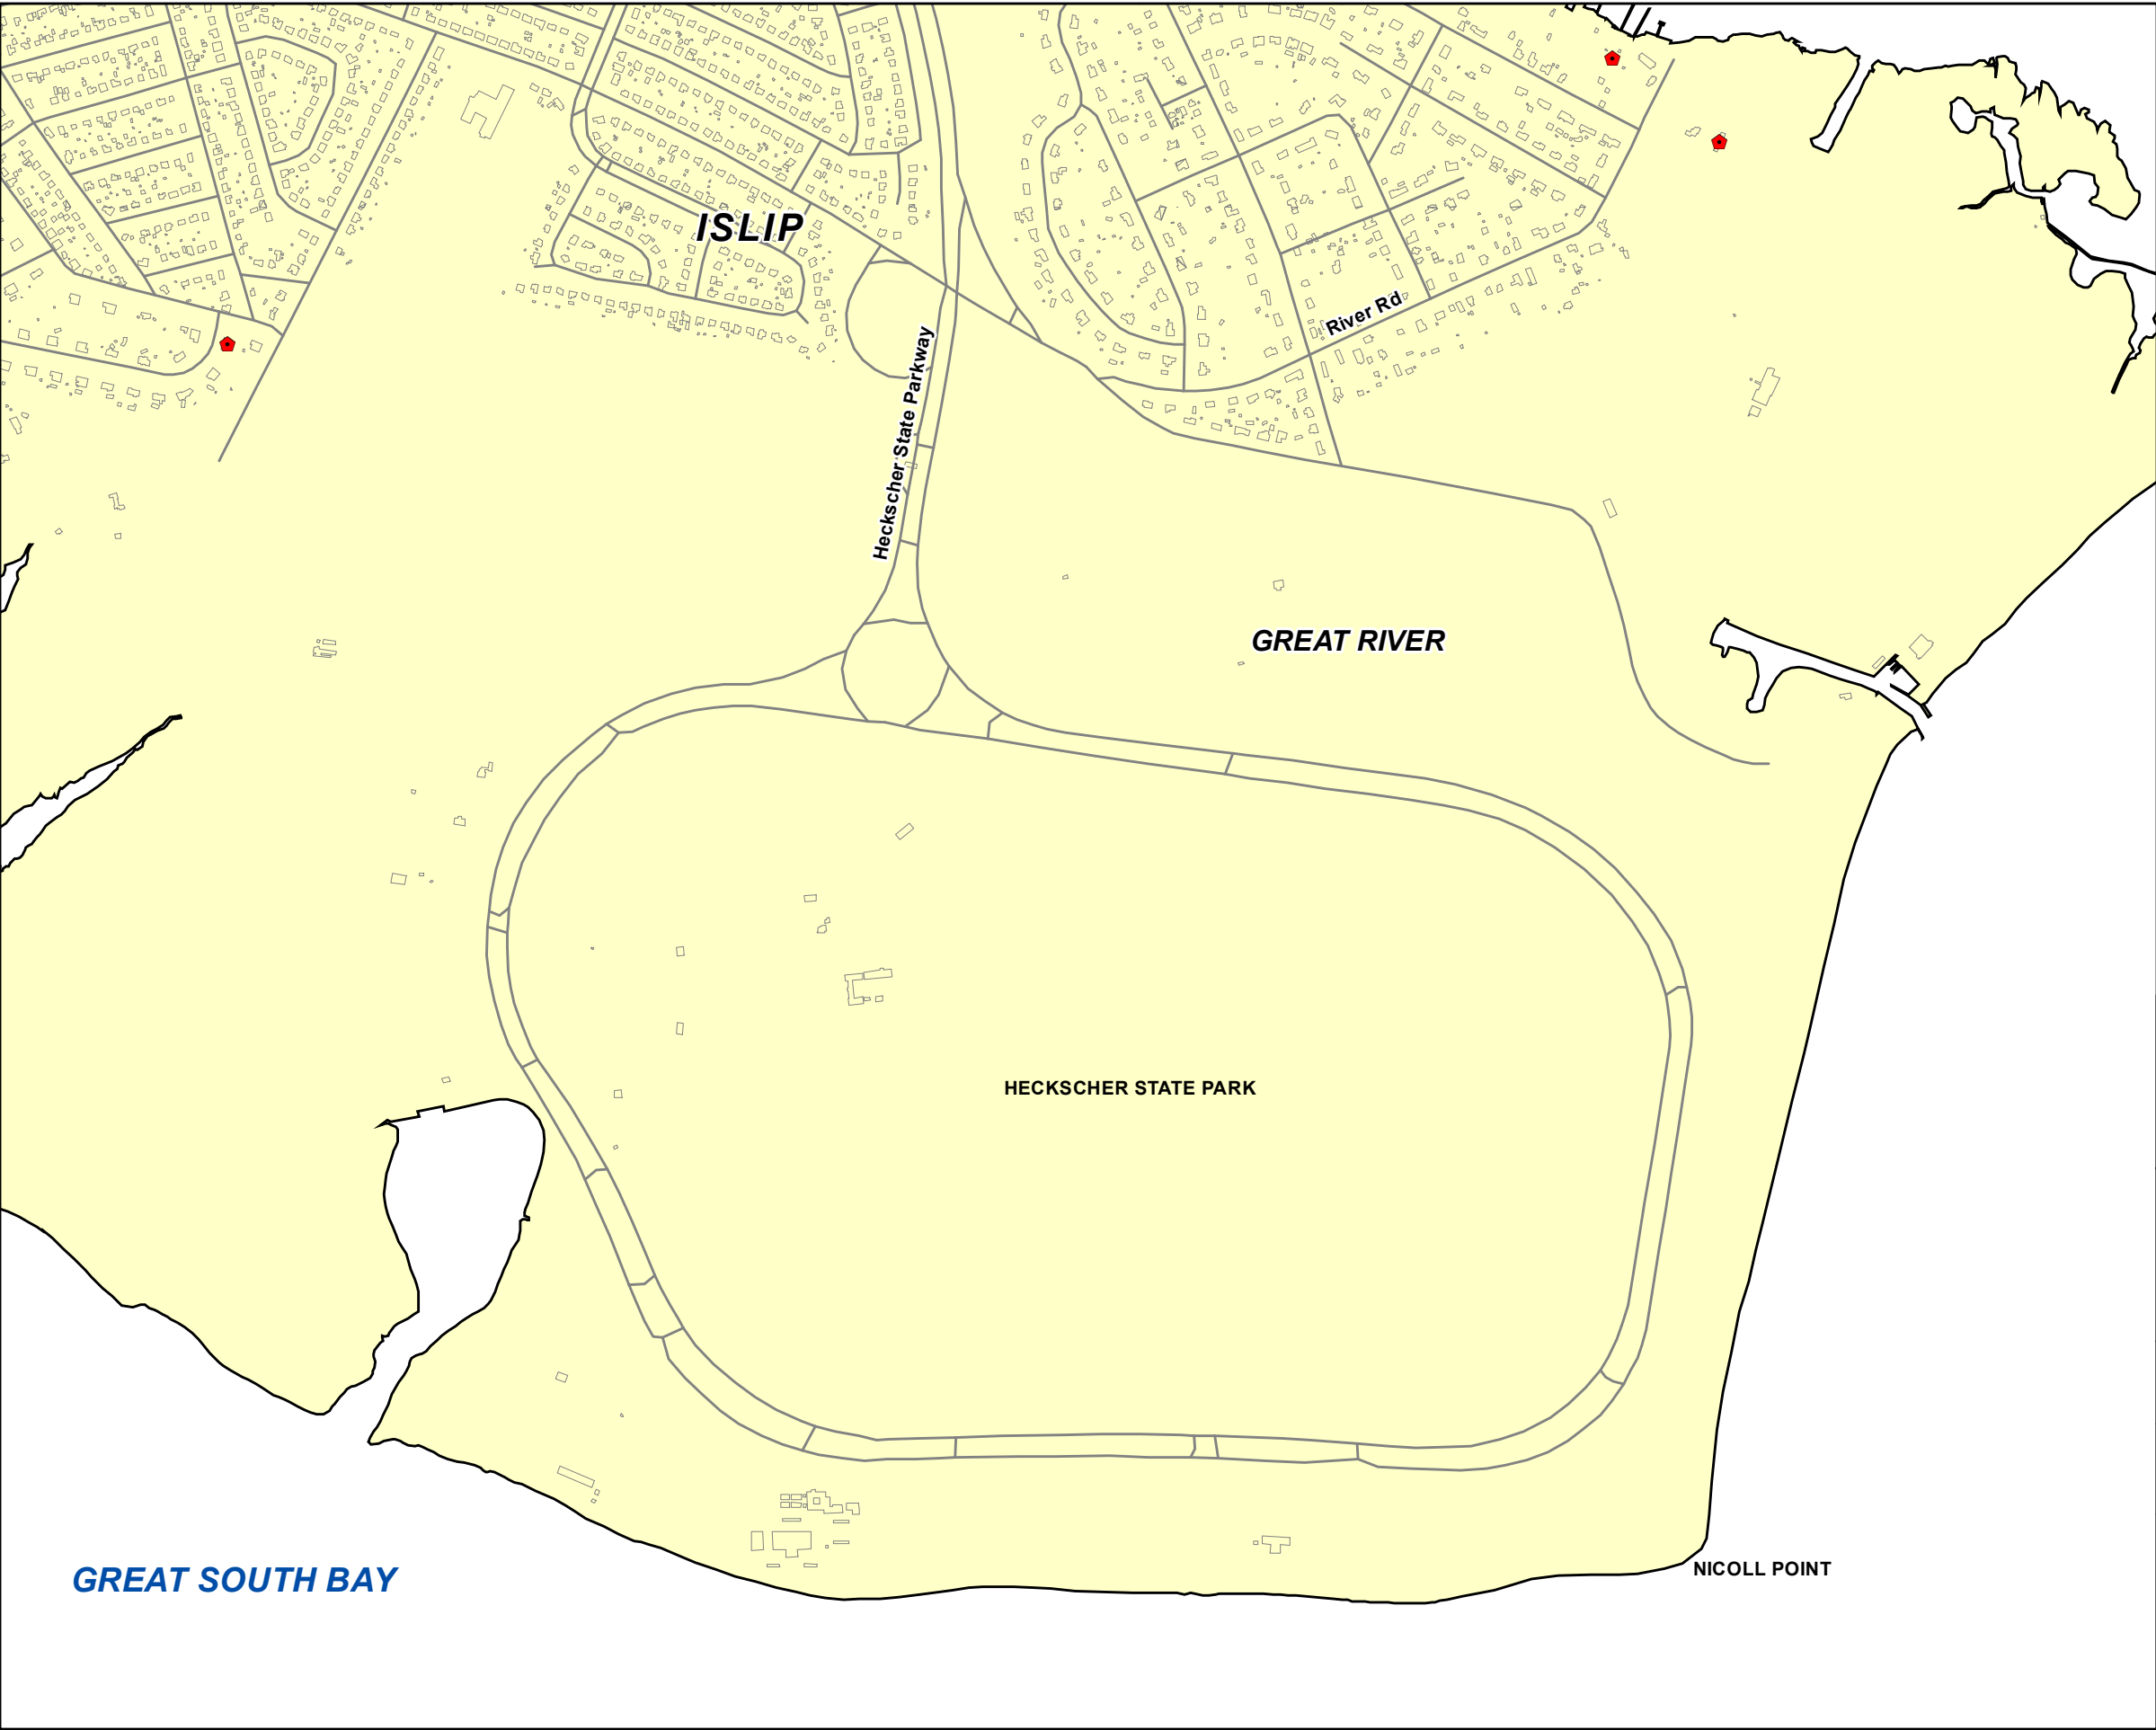 ISLIP
River Rd
Heckscher State Parkway
GREAT RIVER
HECKSCHER STATE PARK
NICOLL POINT
GREAT SOUTH BAY